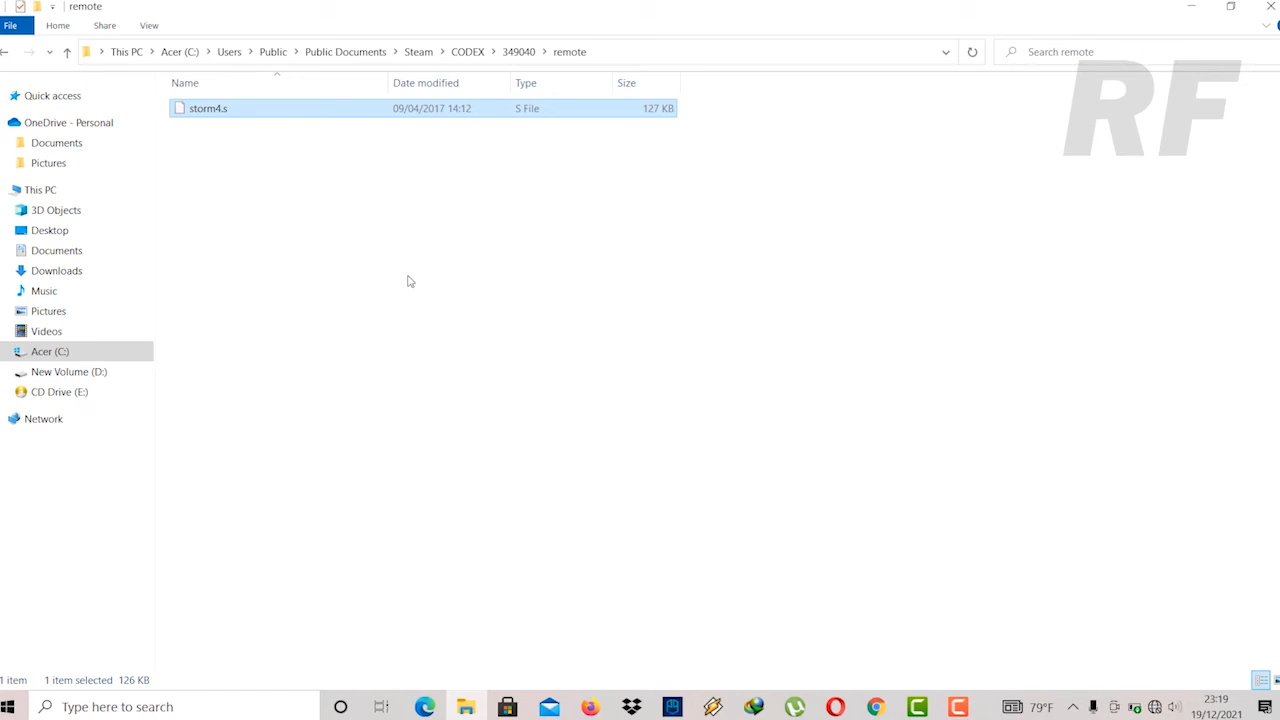 remote
File Home Share View
This PC Acer (C:) Users Public Public Documents Steam CODEX 349040 remote Search remote
RF
Name Date modified Type Size
storm4.s 09/04/2017 14:12 S File 127 KB
Quick access
OneDrive - Personal
Documents
Pictures
This PC
3D Objects
Desktop
Documents
Downloads
Music
Pictures
Videos
Acer (C:)
New Volume (D:)
CD Drive (E:)
Network
1 item 1 item selected 126 KB
Type here to search
79°F
23:19
19/12/2021